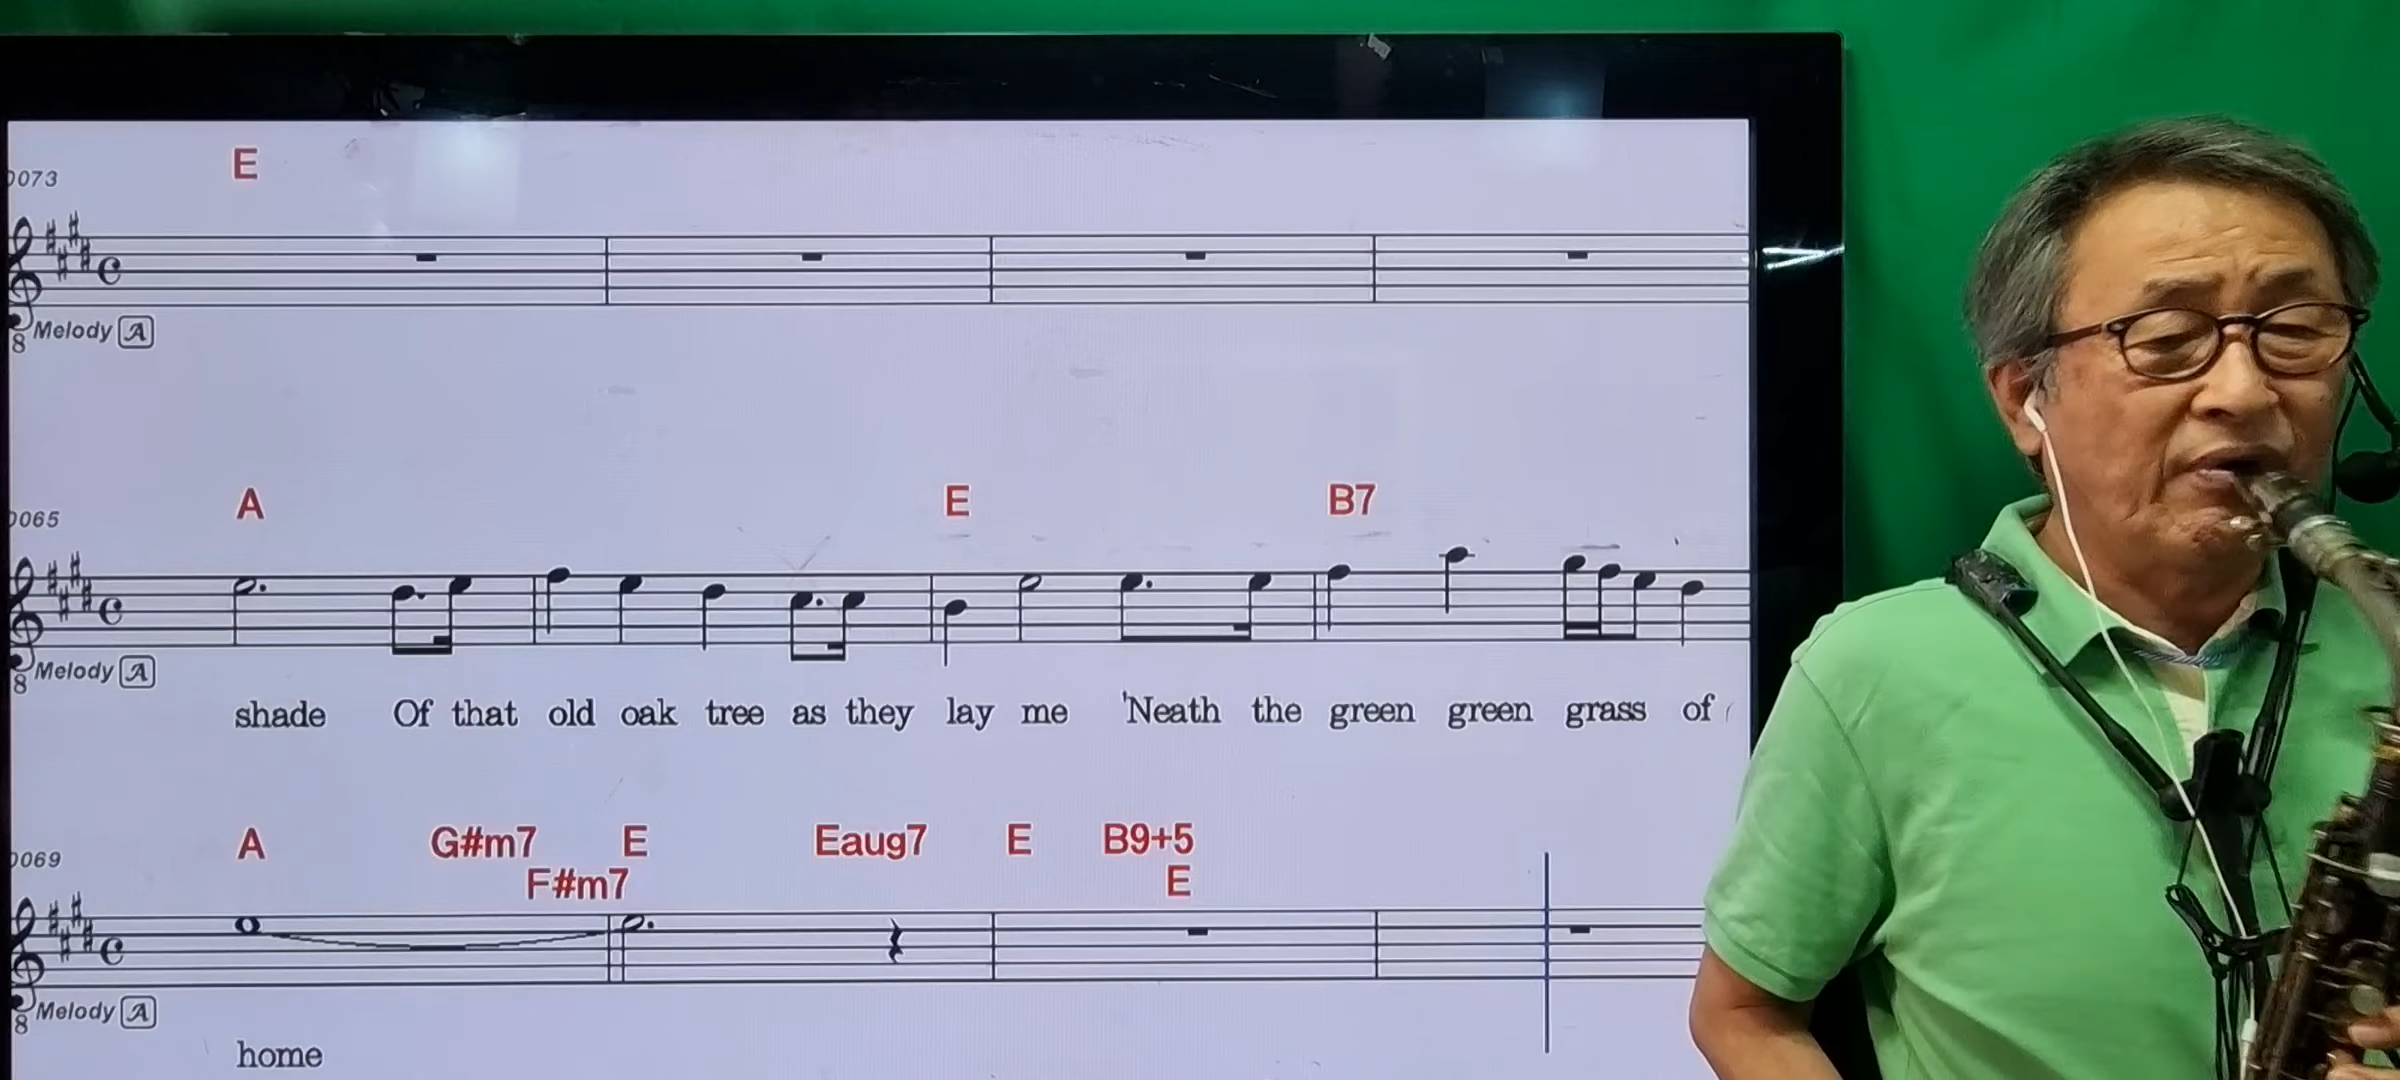 E
0073
8 Melody A
A E B7
0065
8 Melody A
shade Of that old oak tree as they lay me 'Neath the green green grass of
A G#m7 E Eaug7 E B9+5
F#m7 E
0069
8 Melody A
home